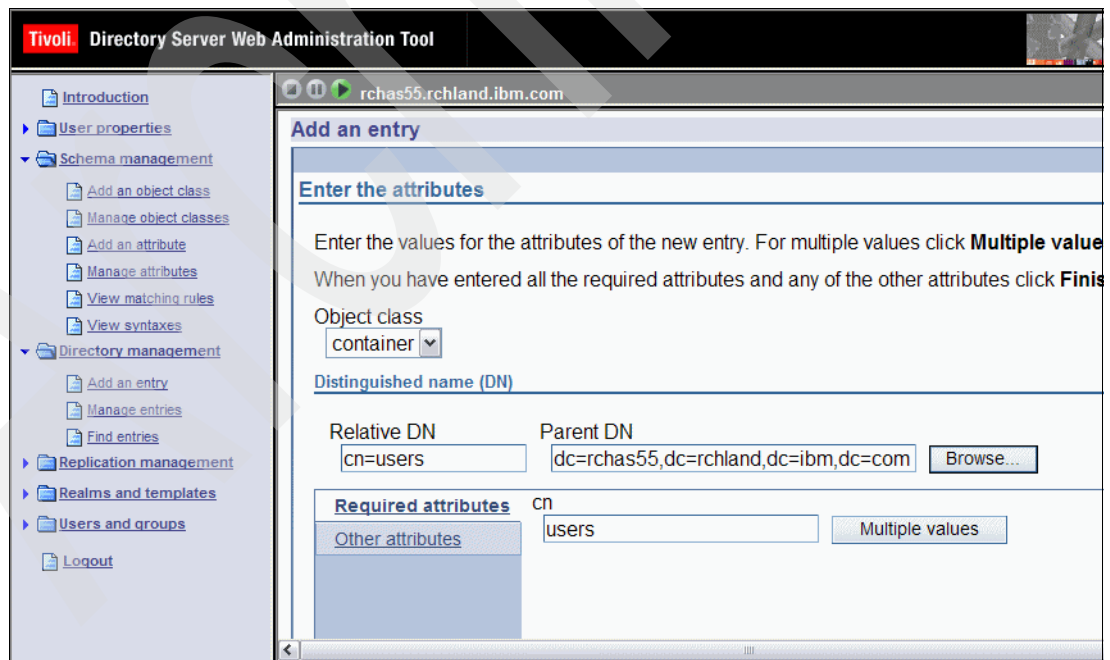 Tivoli. Directory Server Web Administration Tool
Introduction
User properties
Schema management
Add an object class
Manage object classes
Add an attribute
Manage attributes
View matching rules
View syntaxes
Directory management
Add an entry
Manage entries
Find entries
Replication management
Realms and templates
Users and groups
Logout
rchas55.rchland.ibm.com
Add an entry
Enter the attributes
Enter the values for the attributes of the new entry. For multiple values click Multiple value
When you have entered all the required attributes and any of the other attributes click Finis
Object class
container
Distinguished name (DN)
Relative DN Parent DN
cn=users dc=rchas55,dc=rchland,dc=ibm,dc=com Browse...
Required attributes cn
Other attributes users Multiple values